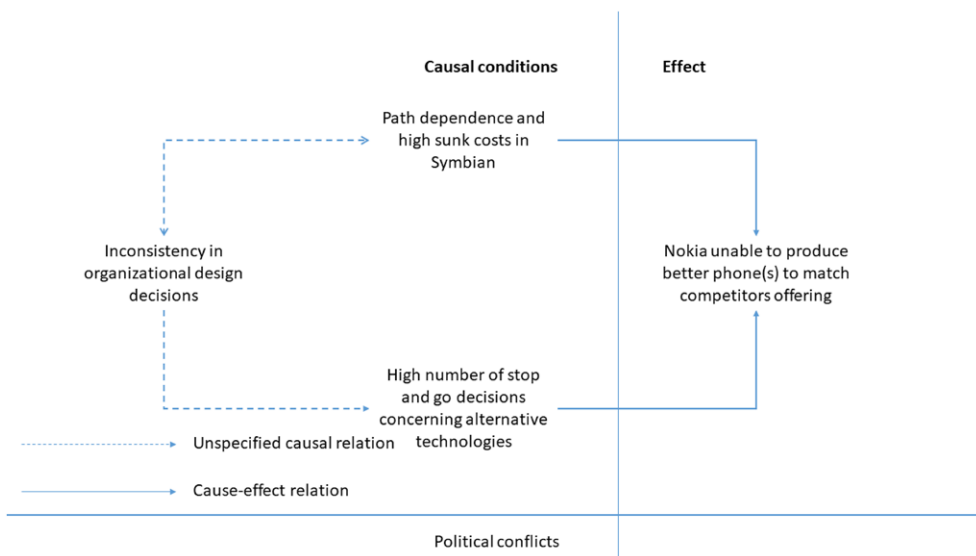 Causal conditions
Effect
Path dependence and
high sunk costs in
Symbian
Inconsistency in
organizational design
decisions
Nokia unable to produce
better phone(s) to match
competitors offering
High number of stop
and go decisions
concerning alternative
technologies
Unspecified causal relation
Cause-effect relation
Political conflicts